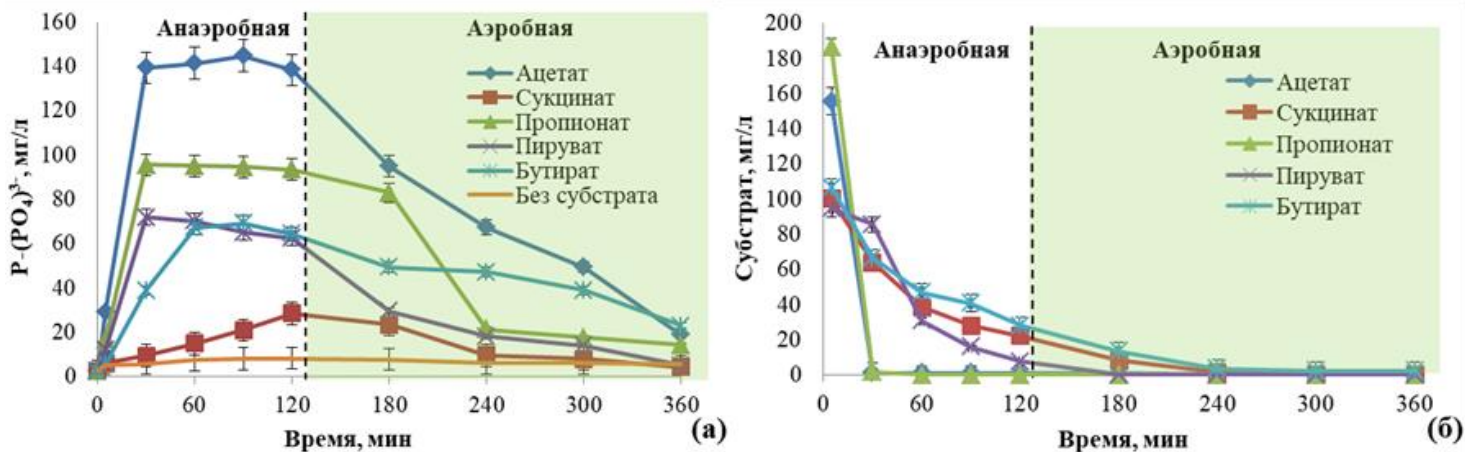 P-(PO₄)³⁻, мг/л
160
140
120
100
80
60
40
20
0
Анаэробная
Аэробная
Ацетат
Сукцинат
Пропионат
Пируват
Бутират
Без субстрата
0 60 120 180 240 300 360
Время, мин
(а)
Субстрат, мг/л
200
180
160
140
120
100
80
60
40
20
0
Анаэробная
Аэробная
Ацетат
Сукцинат
Пропионат
Пируват
Бутират
0 60 120 180 240 300 360
Время, мин
(б)